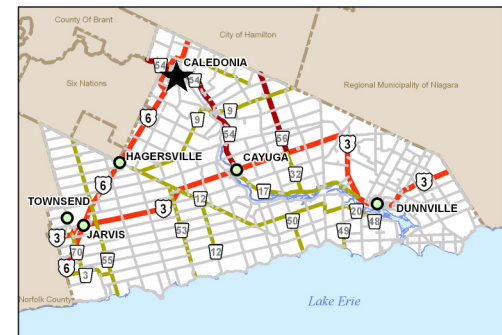 County Of Brant
City of Hamilton
CALEDONIA
54
54
Six Nations
Regional Municipality of Niagara
6
9
9
54
56
3
HAGERSVILLE
CAYUGA
6
32
3
17
TOWNSEND
12
3
20
DUNNVILLE
48
50
3
JARVIS
53
49
70
55
12
6
3
Norfolk County
Lake Erie